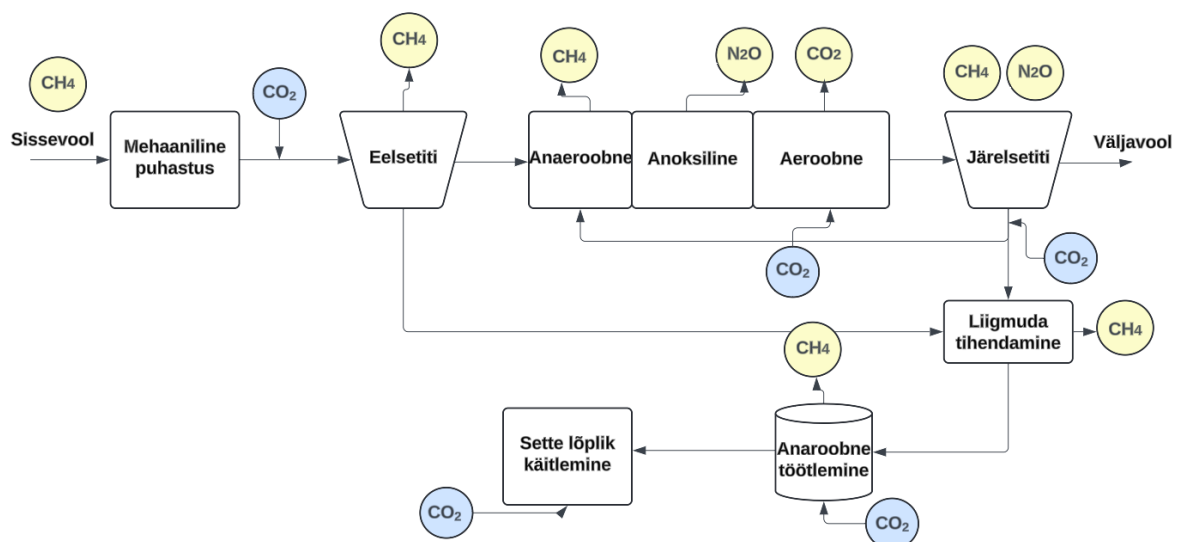 CH4
CH4
N2O
CO2
CH4
N2O
CH4
CO2
Sissevool
Mehaaniline
puhastus
Eelsetiti
Anaeroobne
Anoksiline
Aeroobne
Järelsetiti
Väljavool
CO2
CO2
Liigmuda
tihendamine
CH4
CH4
Sette lõplik
käitlemine
Anaroobne
töötlemine
CO2
CO2